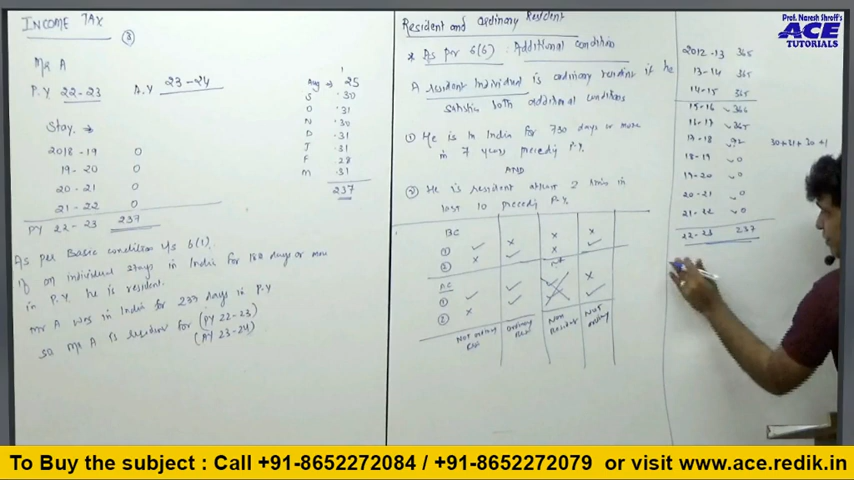 INCOME TAX
(8)
Mr A
P.Y 22-23 A.Y 23-24
Stay →
2018-19 0
19-20 0
20-21 0
21-22 0
PY 22-23 237
Aug → 25
S .30
O .31
N .30
D .31
J .31
F .28
M .31
237
As per Basic condition u/s 6(1).
If an individual stays in India for 182 days or more
in P.Y. he is resident.
Mr A was in India for 237 days in P.Y
so Mr A is resident for (PY 22-23)
(AY 23-24)
Resident and Ordinary Resident
* As per 6(6): Additional condition
A resident Individual is ordinary resident if he
satisfies both additional conditions
(1) He is in India for 730 days or more
in 7 years preceding P.Y.
AND
(2) He is resident atleast 2 times in
last 10 preceding P.Y.
BC
(1) ✓ × × ×
(2) × ✓ × ✓
AC
(1) ✓ ✓ ×
(2) × ✓ ✓
Not ordinary Res
Ordinary Res
Non Resident
Not ordinary
Prof. Naresh Shroff's
ACE
TUTORIALS
2012-13 365
13-14 365
14-15 365
15-16 366
16-17 365
17-18 92 30+31+30+1
18-19 0
19-20 0
20-21 0
21-22 0
22-23 237
To Buy the subject : Call +91-8652272084 / +91-8652272079 or visit www.ace.redik.in